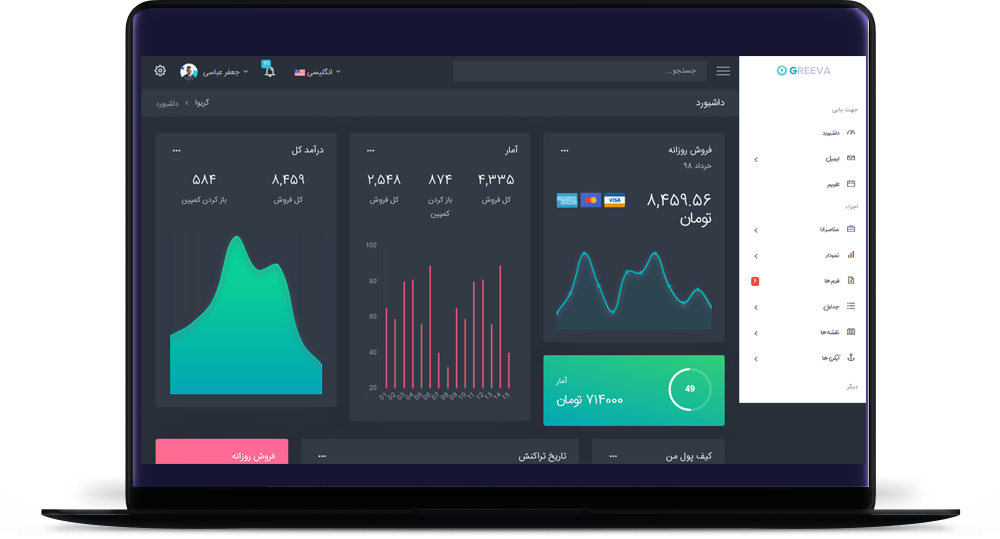 GREEVA
جستجو...
انگلیسی
۲۱
جعفر عباسی
جهت یابی
داشبورد
ایمیل
تقویم
اجزاء
نمودار
فرم ها
۶
جداول
نقشه ها
دیگر
داشبورد
گریوا > داشبورد
فروش روزانه
خرداد ۹۸
۸,۴۵۹.۵۶
تومان
VISA
آمار
۴,۳۳۵
کل فروش
۸۷۴
باز کردن
کمپین
۲,۵۴۸
کل فروش
100
80
60
40
20
01 02 03 04 05 06 07 08 09 10 11 12 13 14 15
درآمد کل
۸,۴۵۹
کل فروش
۵۸۴
باز کردن کمپین
آمار
۷۱۴۰۰۰ تومان
49
کیف پول من
تاریخ تراکنش
فروش روزانه